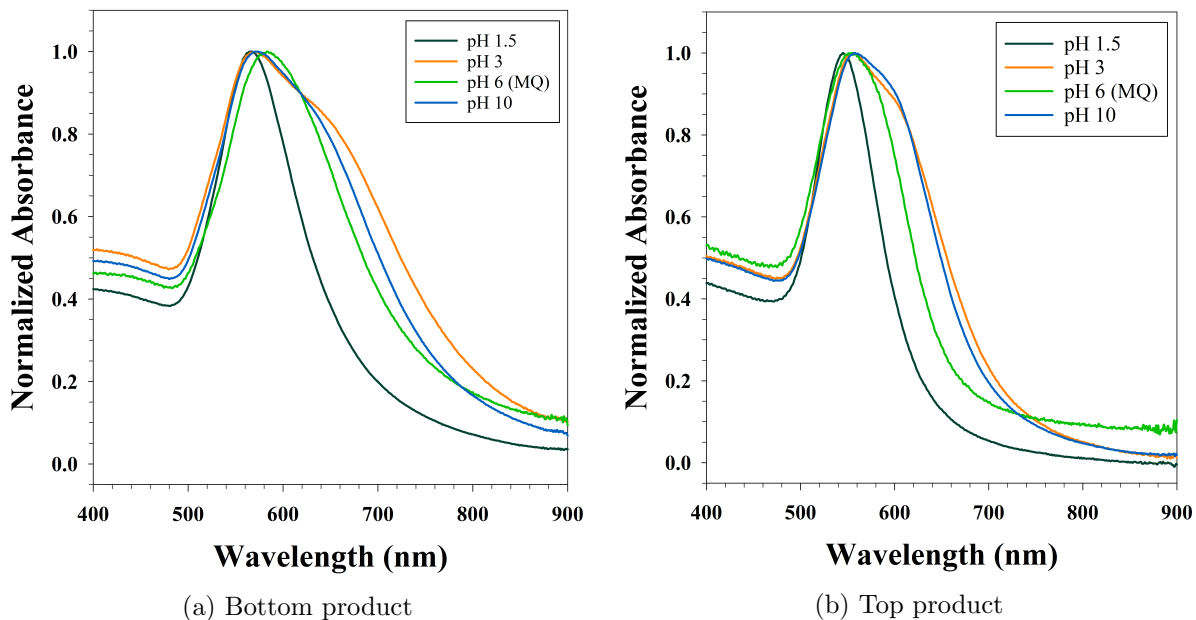 pH 1.5
pH 3
pH 6 (MQ)
pH 10
1.0
0.8
0.6
0.4
0.2
0.0
Normalized Absorbance
400 500 600 700 800 900
Wavelength (nm)
(a) Bottom product
pH 1.5
pH 3
pH 6 (MQ)
pH 10
1.0
0.8
0.6
0.4
0.2
0.0
Normalized Absorbance
400 500 600 700 800 900
Wavelength (nm)
(b) Top product